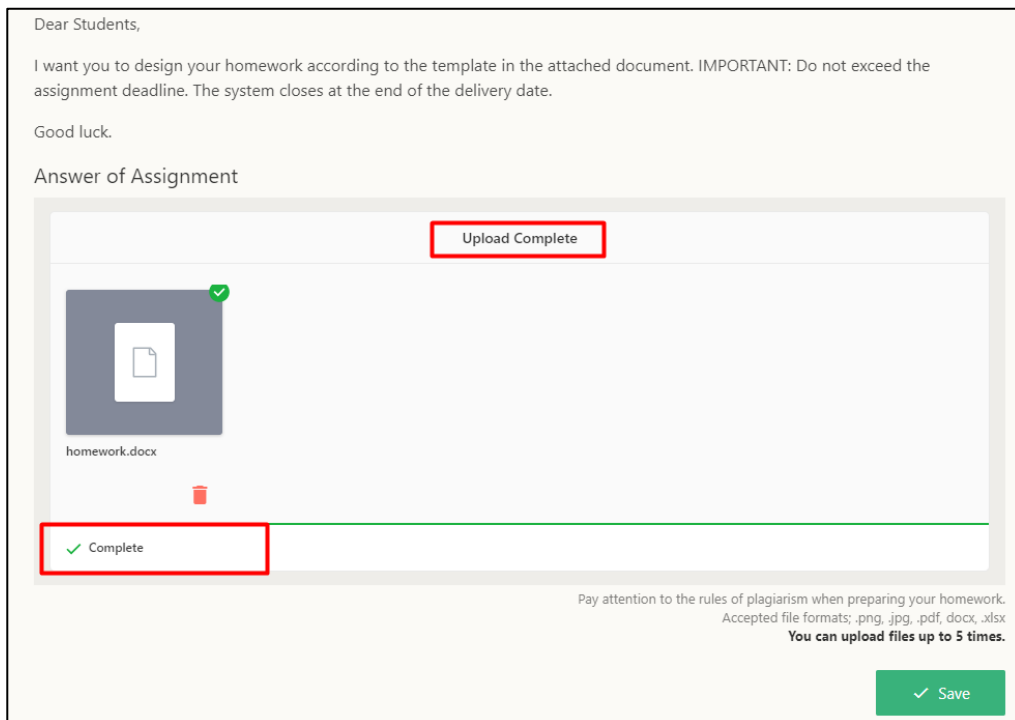 Dear Students,
I want you to design your homework according to the template in the attached document. IMPORTANT: Do not exceed the
assignment deadline. The system closes at the end of the delivery date.
Good luck.
Answer of Assignment
Upload Complete
homework.docx
Complete
Pay attention to the rules of plagiarism when preparing your homework.
Accepted file formats; .png, .jpg, .pdf, docx, .xlsx
You can upload files up to 5 times.
Save